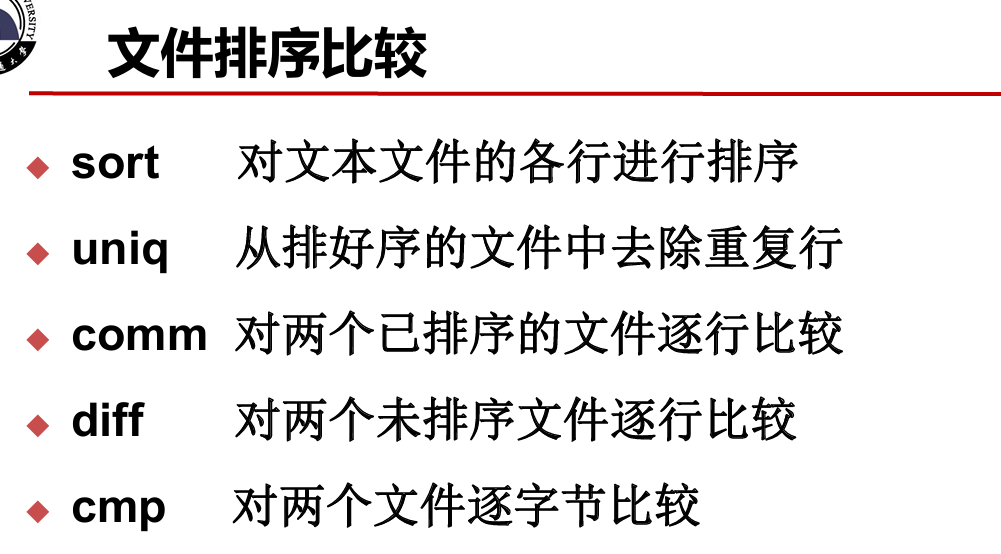 文件排序比较
sort 对文本文件的各行进行排序
uniq 从排好序的文件中去除重复行
comm 对两个已排序的文件逐行比较
diff 对两个未排序文件逐行比较
cmp 对两个文件逐字节比较